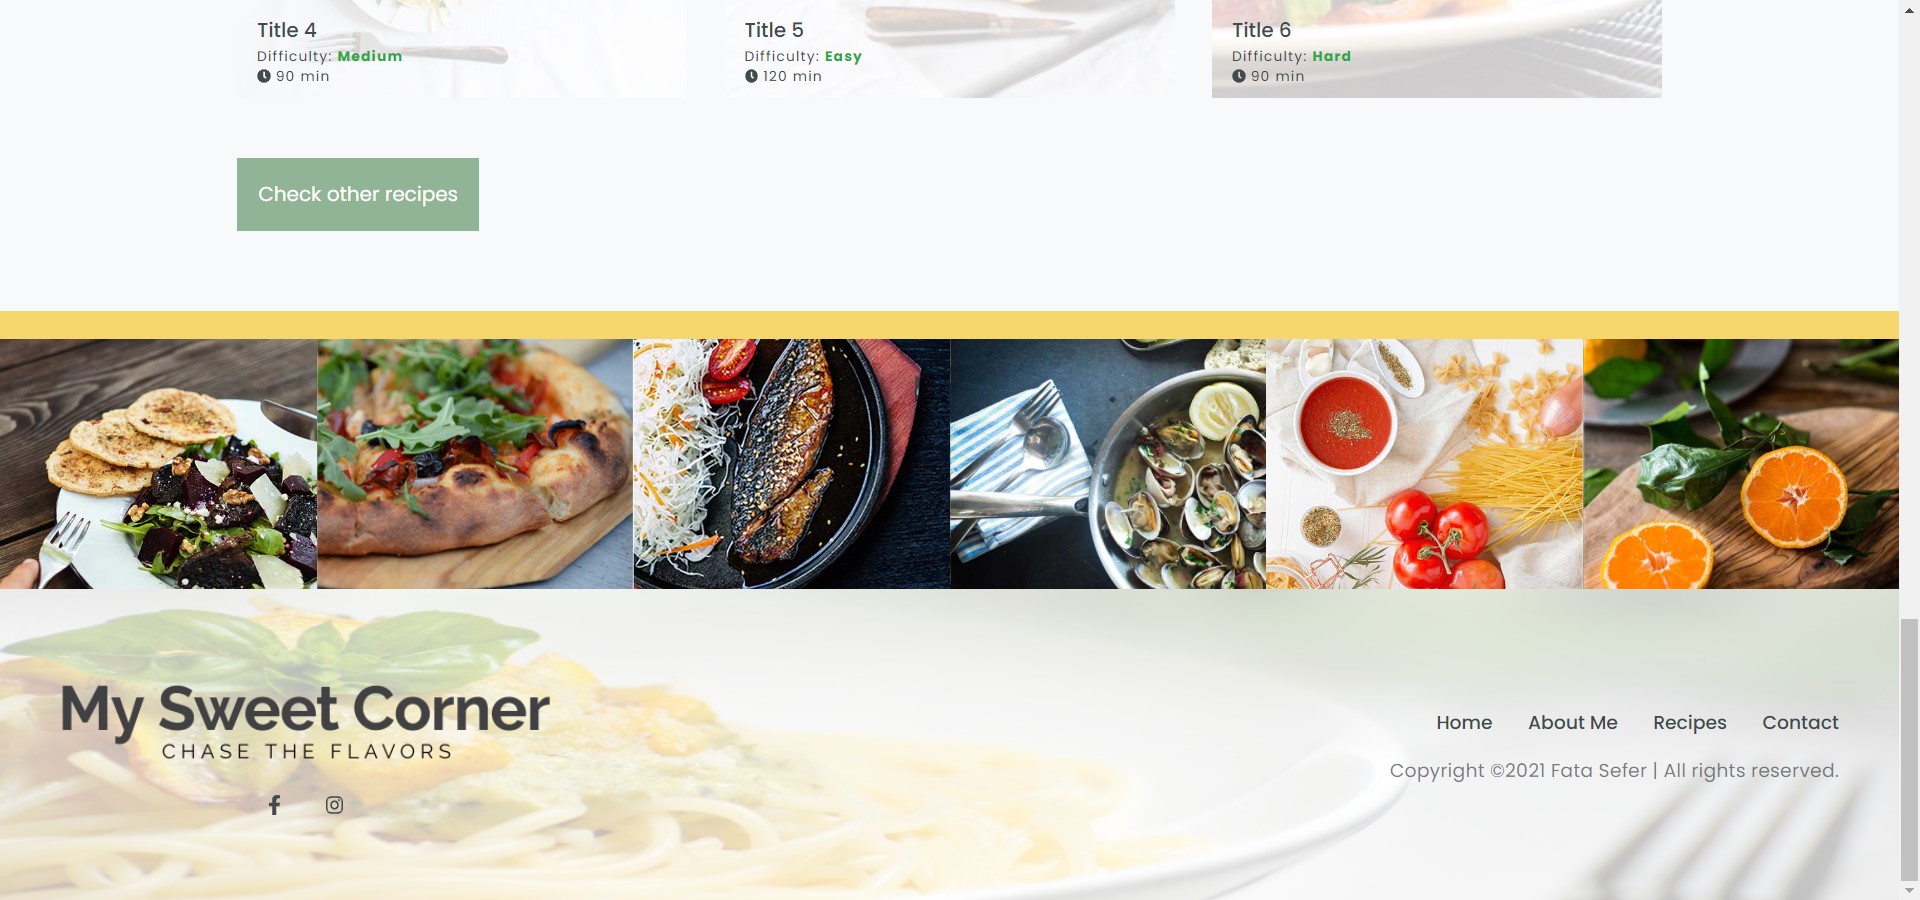 Title 4
Difficulty: Medium
90 min
Title 5
Difficulty: Easy
120 min
Title 6
Difficulty: Hard
90 min
Check other recipes
My Sweet Corner
CHASE THE FLAVORS
Home About Me Recipes Contact
Copyright ©2021 Fata Sefer | All rights reserved.